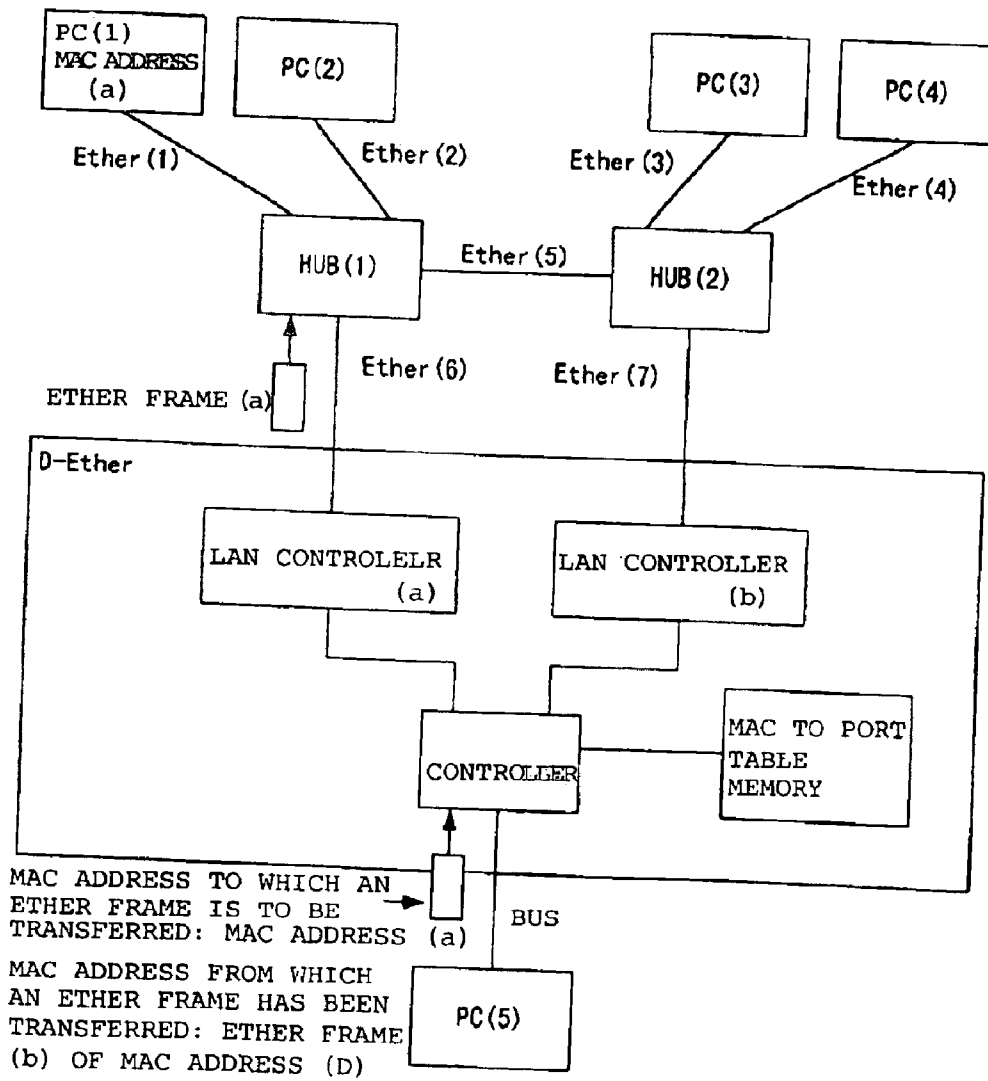 PC(1)
MAC ADDRESS
(a)
PC(2)
PC(3)
PC(4)
Ether(1)
Ether(2)
Ether(3)
Ether(4)
HUB(1)
Ether(5)
HUB(2)
Ether(6)
Ether(7)
ETHER FRAME (a)
D-Ether
LAN CONTROLELR
(a)
LAN CONTROLLER
(b)
CONTROLLER
MAC TO PORT
TABLE
MEMORY
MAC ADDRESS TO WHICH AN
ETHER FRAME IS TO BE
TRANSFERRED: MAC ADDRESS (a)
BUS
MAC ADDRESS FROM WHICH
AN ETHER FRAME HAS BEEN
TRANSFERRED: ETHER FRAME
(b) OF MAC ADDRESS (D)
PC(5)